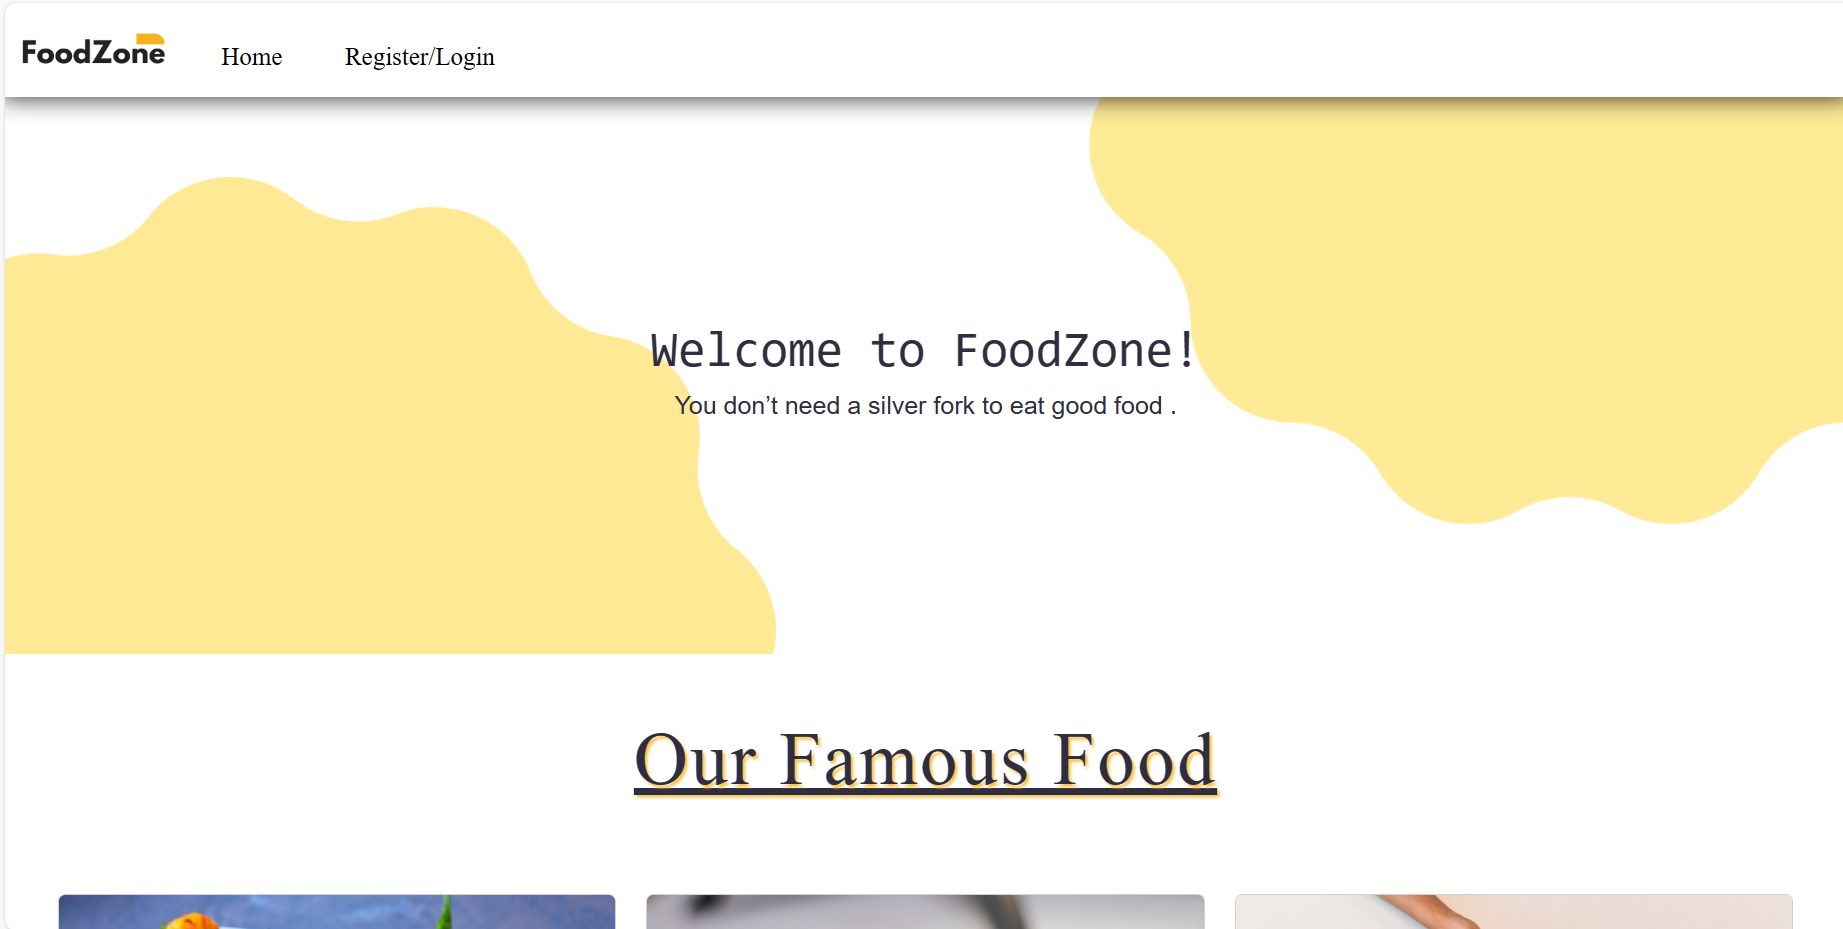 FoodZone Home Register/Login
Welcome to FoodZone!
You don’t need a silver fork to eat good food .
Our Famous Food